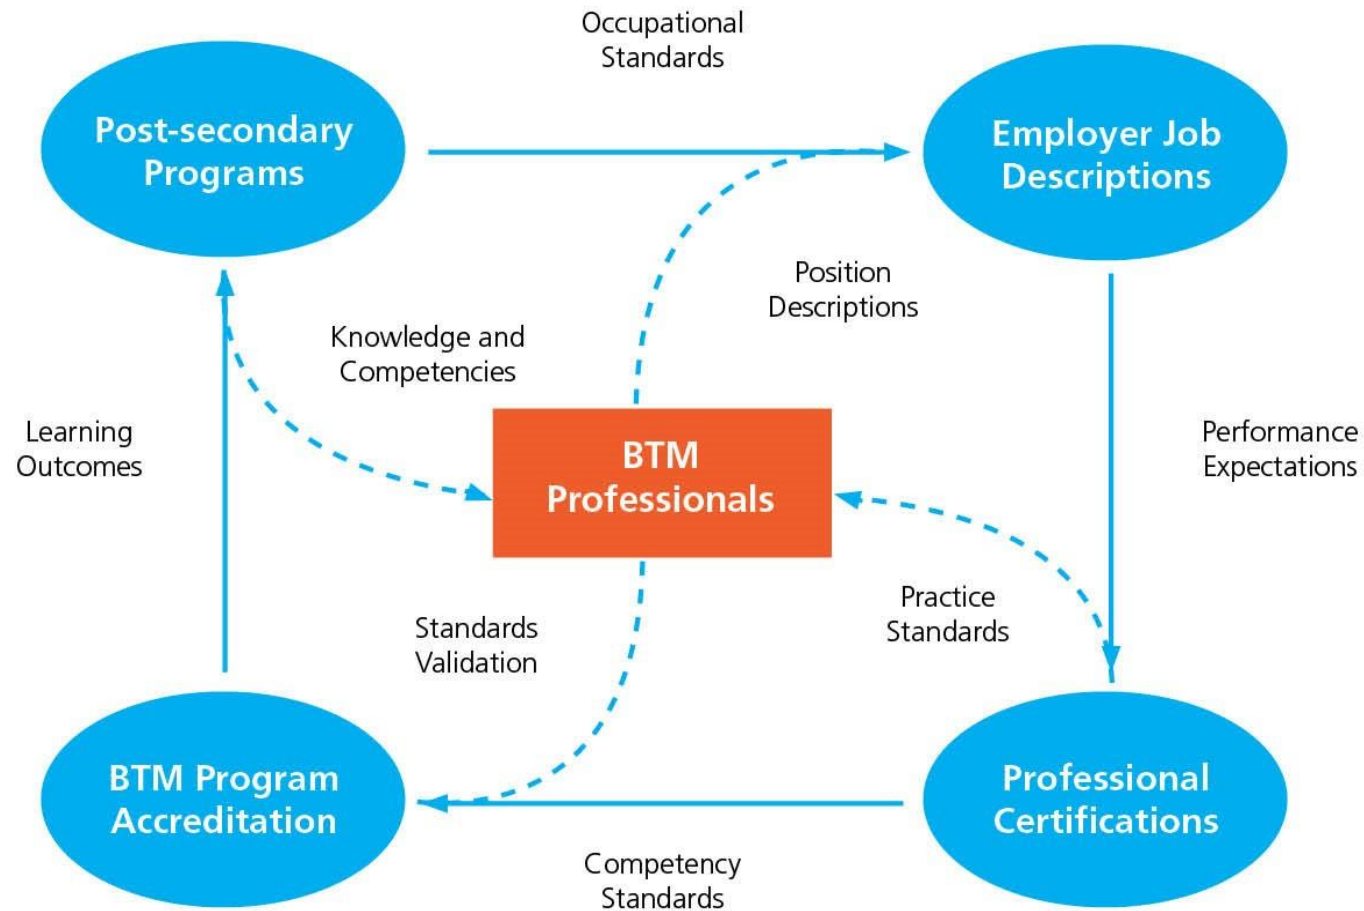 Occupational
Standards
Post-secondary
Programs
Employer Job
Descriptions
Position
Descriptions
Knowledge and
Competencies
Learning
Outcomes
BTM
Professionals
Performance
Expectations
Practice
Standards
Standards
Validation
BTM Program
Accreditation
Professional
Certifications
Competency
Standards